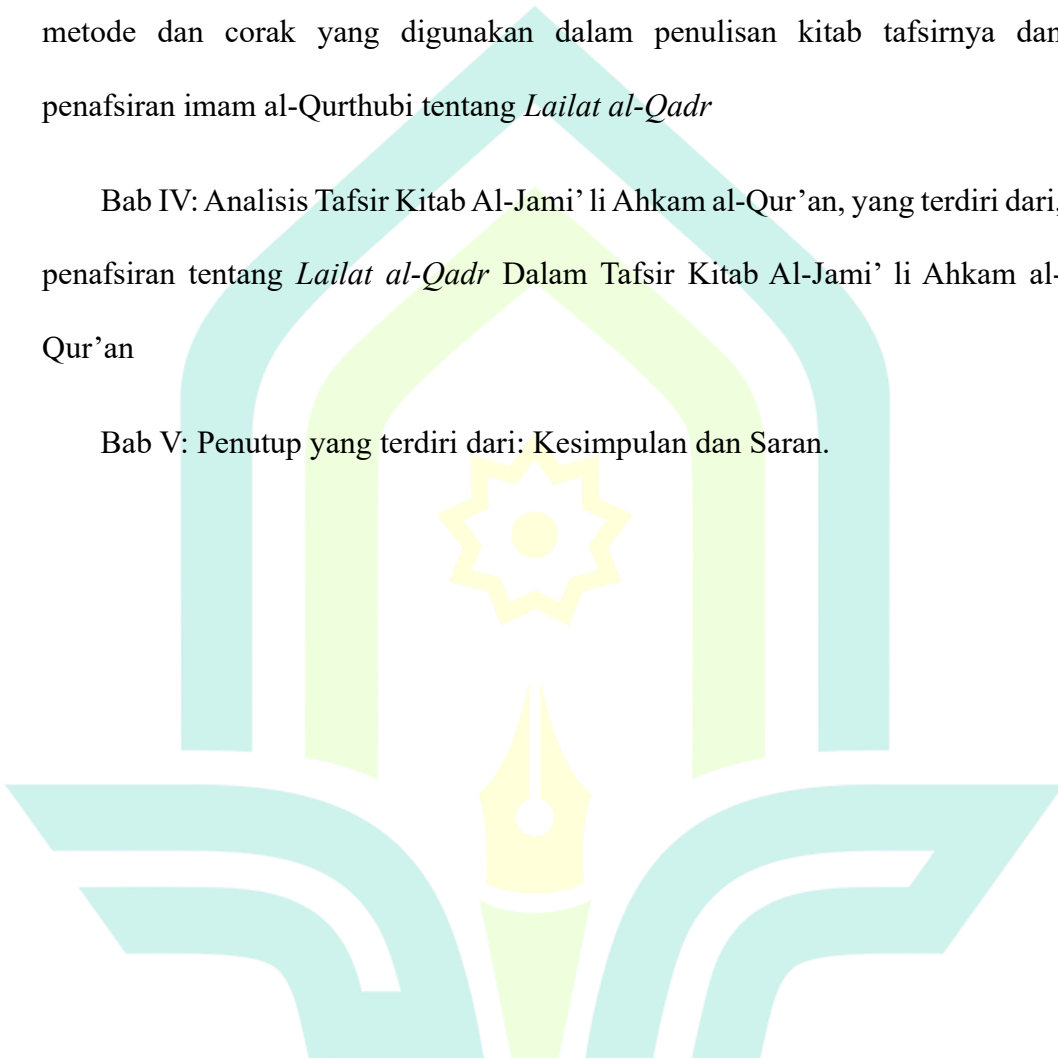 metode dan corak yang digunakan dalam penulisan kitab tafsirnya dan
penafsiran imam al-Qurthubi tentang Lailat al-Qadr
Bab IV: Analisis Tafsir Kitab Al-Jami’ li Ahkam al-Qur’an, yang terdiri dari,
penafsiran tentang Lailat al-Qadr Dalam Tafsir Kitab Al-Jami’ li Ahkam al-
Qur’an
Bab V: Penutup yang terdiri dari: Kesimpulan dan Saran.